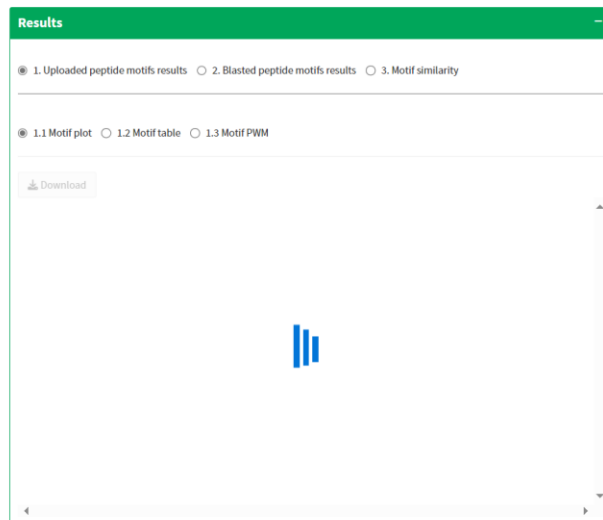 Results
1. Uploaded peptide motifs results 2. Blasted peptide motifs results 3. Motif similarity
1.1 Motif plot 1.2 Motif table 1.3 Motif PWM
Download